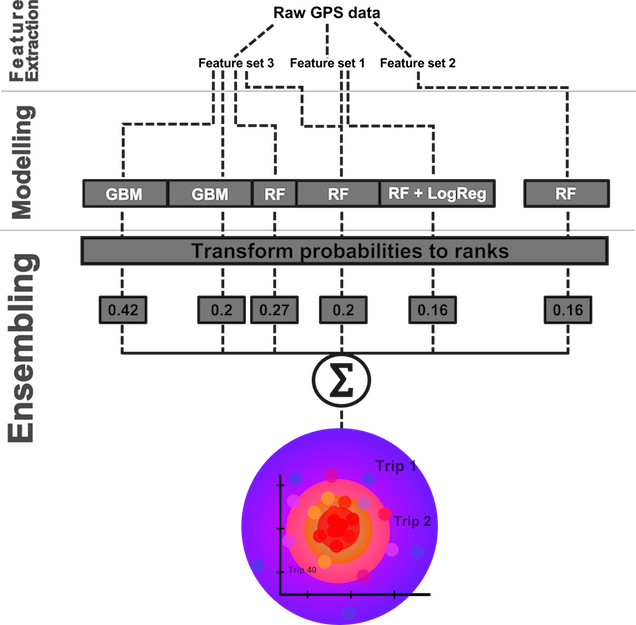 Raw GPS data
Feature
Extraction
Feature set 3 Feature set 1 Feature set 2
Modelling
GBM GBM RF RF RF + LogReg RF
Ensembling
Transform probabilities to ranks
0.42 0.2 0.27 0.2 0.16 0.16
Σ
Trip 1
Trip 2
Trip 40